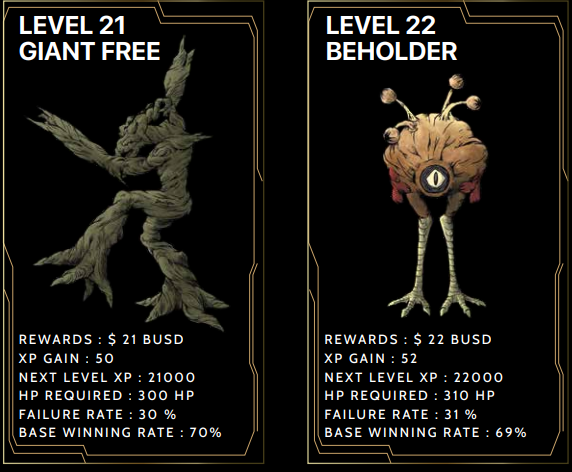 LEVEL 21
GIANT FREE
REWARDS : $ 21 BUSD
XP GAIN : 50
NEXT LEVEL XP : 21000
HP REQUIRED : 300 HP
FAILURE RATE : 30 %
BASE WINNING RATE : 70%
LEVEL 22
BEHOLDER
REWARDS : $ 22 BUSD
XP GAIN : 52
NEXT LEVEL XP : 22000
HP REQUIRED : 310 HP
FAILURE RATE : 31 %
BASE WINNING RATE : 69%